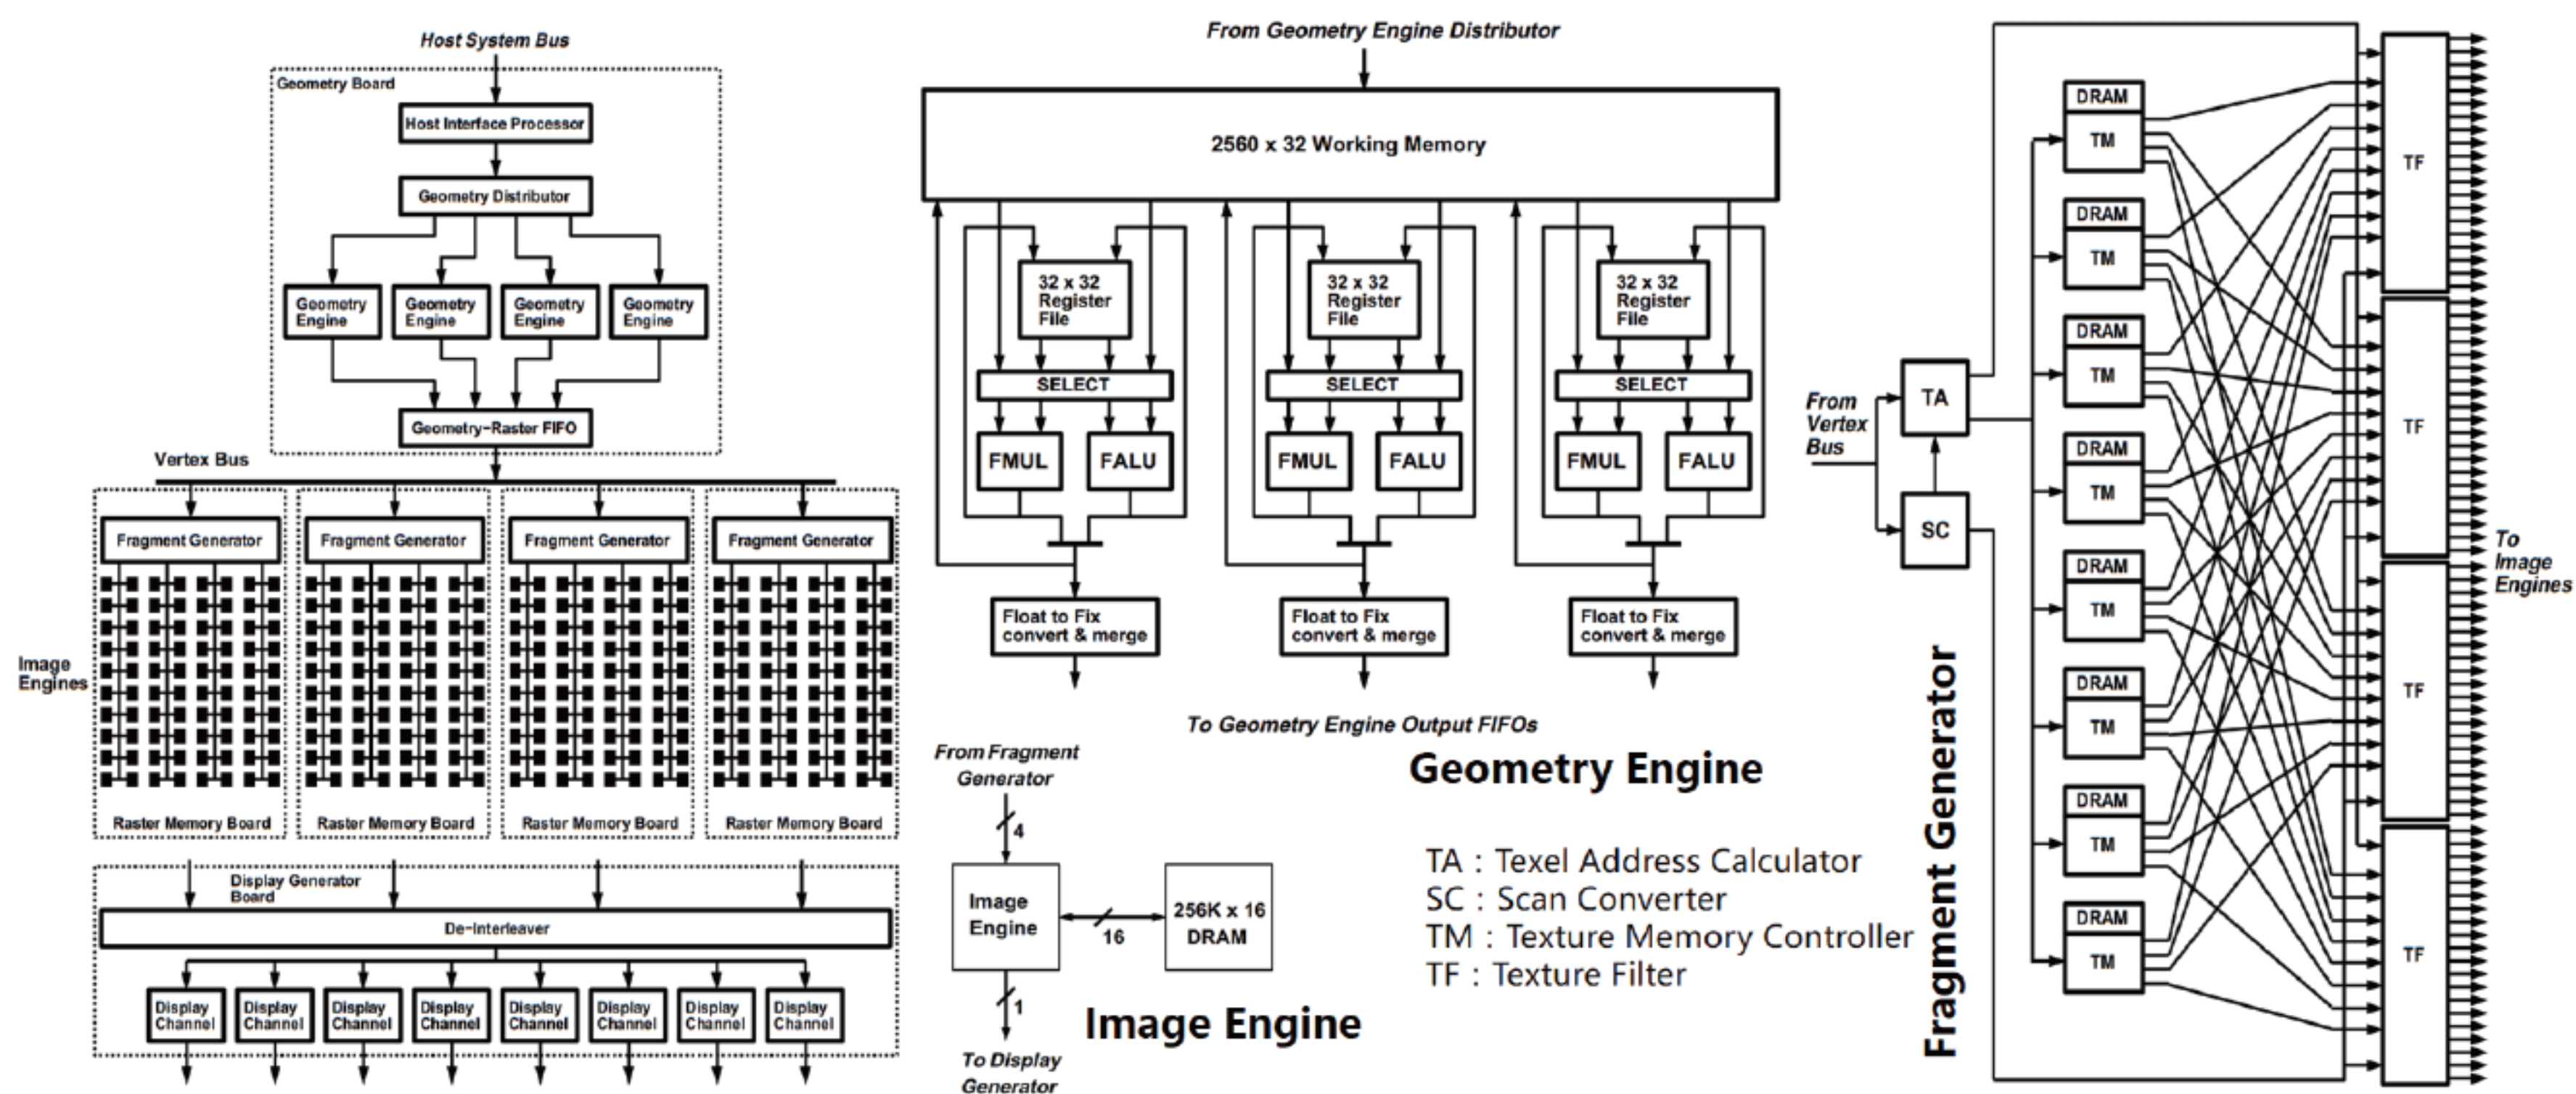 Host System Bus
Geometry Board
Host Interface Processor
Geometry Distributor
Geometry
Engine
Geometry
Engine
Geometry
Engine
Geometry
Engine
Geometry-Raster FIFO
Vertex Bus
Fragment Generator
Fragment Generator
Fragment Generator
Fragment Generator
Image
Engines
Raster Memory Board
Raster Memory Board
Raster Memory Board
Raster Memory Board
Display Generator
Board
De-Interleaver
Display
Channel
Display
Channel
Display
Channel
Display
Channel
Display
Channel
Display
Channel
Display
Channel
Display
Channel
From Geometry Engine Distributor
2560 x 32 Working Memory
32 x 32
Register
File
SELECT
FMUL
FALU
Float to Fix
convert & merge
32 x 32
Register
File
SELECT
FMUL
FALU
Float to Fix
convert & merge
32 x 32
Register
File
SELECT
FMUL
FALU
Float to Fix
convert & merge
To Geometry Engine Output FIFOs
Geometry Engine
From Fragment
Generator
4
Image
Engine
16
256K x 16
DRAM
1
To Display
Generator
Image Engine
TA : Texel Address Calculator
SC : Scan Converter
TM : Texture Memory Controller
TF : Texture Filter
Fragment Generator
From
Vertex
Bus
TA
SC
DRAM
TM
DRAM
TM
DRAM
TM
DRAM
TM
DRAM
TM
DRAM
TM
DRAM
TM
DRAM
TM
TF
TF
TF
TF
To
Image
Engines